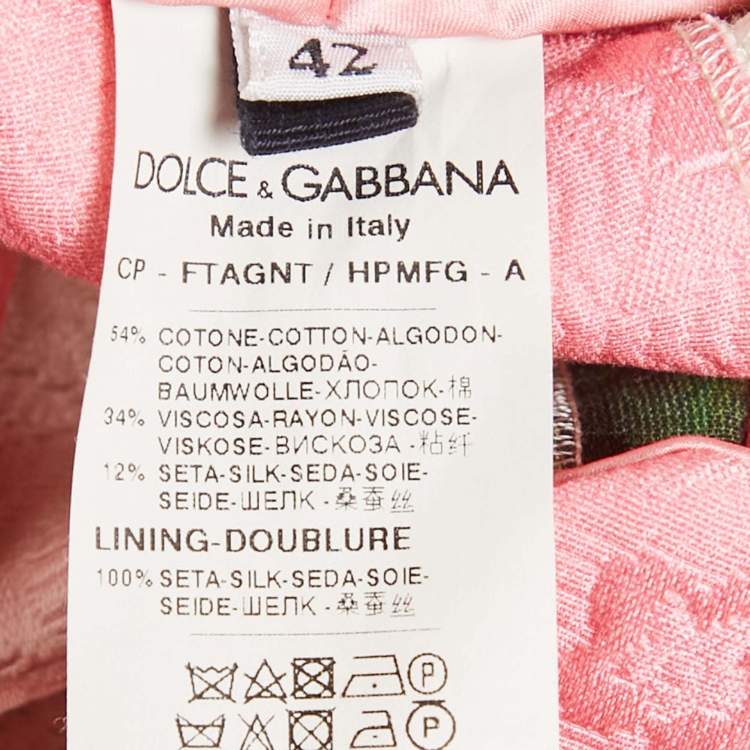 42
DOLCE & GABBANA
Made in Italy
CP - FTAGNT / HPMFG - A
54% COTONE-COTTON-ALGODON-
COTON-ALGODÃO-
BAUMWOLLE-ХЛОПОК-棉
34% VISCOSA-RAYON-VISCOSE-
VISKOSE-ВИСКОЗА -粘纤
12% SETA-SILK-SEDA-SOIE-
SEIDE-ШЕЛК -桑蚕丝
LINING-DOUBLURE
100% SETA-SILK-SEDA-SOIE-
SEIDE-ШЕЛК -桑蚕丝
P
P